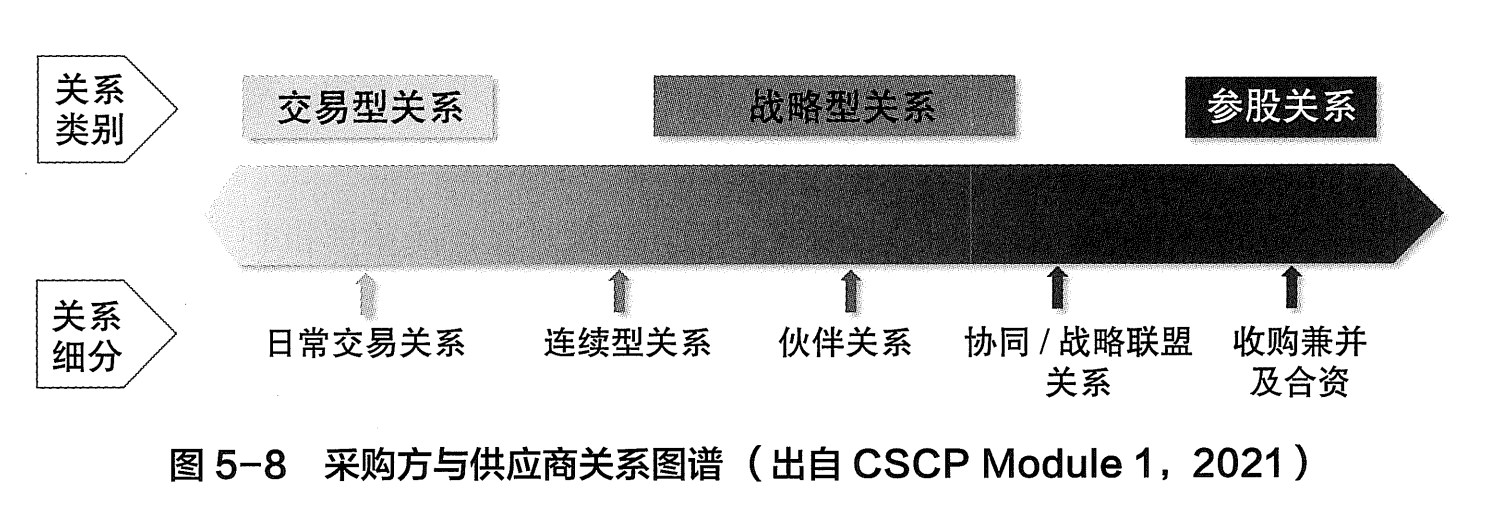 关系
类别
交易型关系
战略型关系
参股关系
关系
细分
日常交易关系
连续型关系
伙伴关系
协同 / 战略联盟
关系
收购兼并
及合资
图 5-8 采购方与供应商关系图谱（出自 CSCP Module 1，2021）